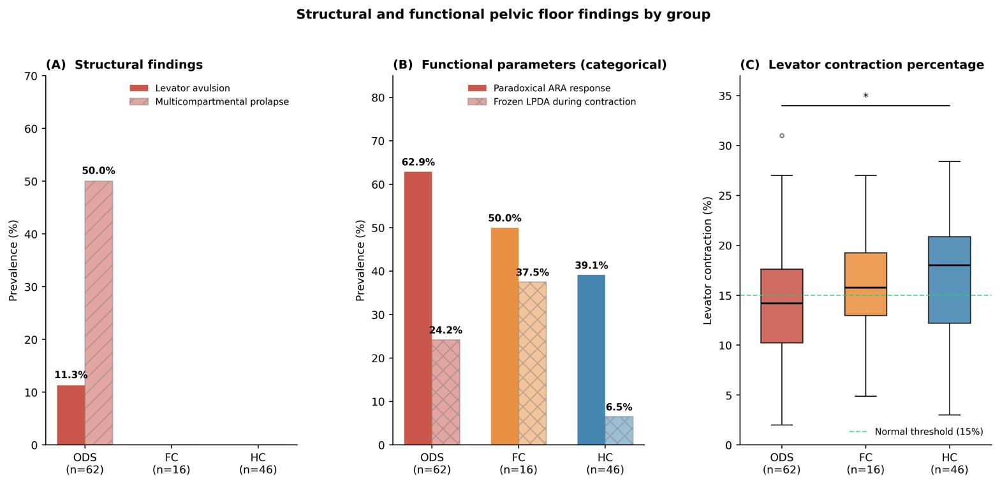 Structural and functional pelvic floor findings by group
(A) Structural findings
Levator avulsion
Multicompartmental prolapse
Prevalence (%)
70
60
50
40
30
20
10
0
50.0%
11.3%
ODS
(n=62)
FC
(n=16)
HC
(n=46)
(B) Functional parameters (categorical)
Paradoxical ARA response
Frozen LPDA during contraction
Prevalence (%)
80
70
60
50
40
30
20
10
0
62.9%
24.2%
50.0%
37.5%
39.1%
6.5%
ODS
(n=62)
FC
(n=16)
HC
(n=46)
(C) Levator contraction percentage
Levator contraction (%)
35
30
25
20
15
10
5
0
*
Normal threshold (15%)
ODS
(n=62)
FC
(n=16)
HC
(n=46)